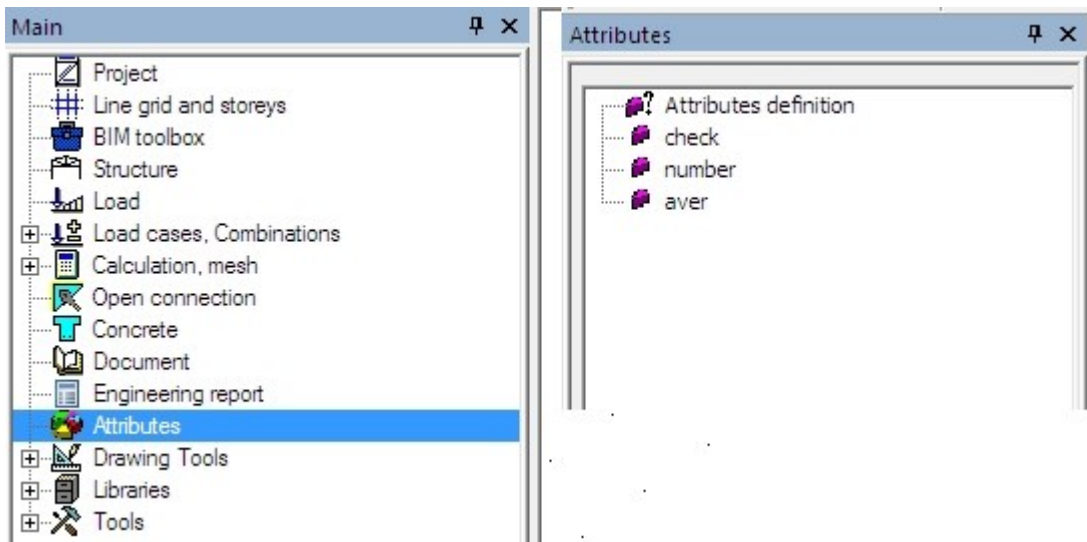 Main
Project
Line grid and storeys
BIM toolbox
Structure
Load
Load cases, Combinations
Calculation, mesh
Open connection
Concrete
Document
Engineering report
Attributes
Drawing Tools
Libraries
Tools
Attributes
Attributes definition
check
number
aver